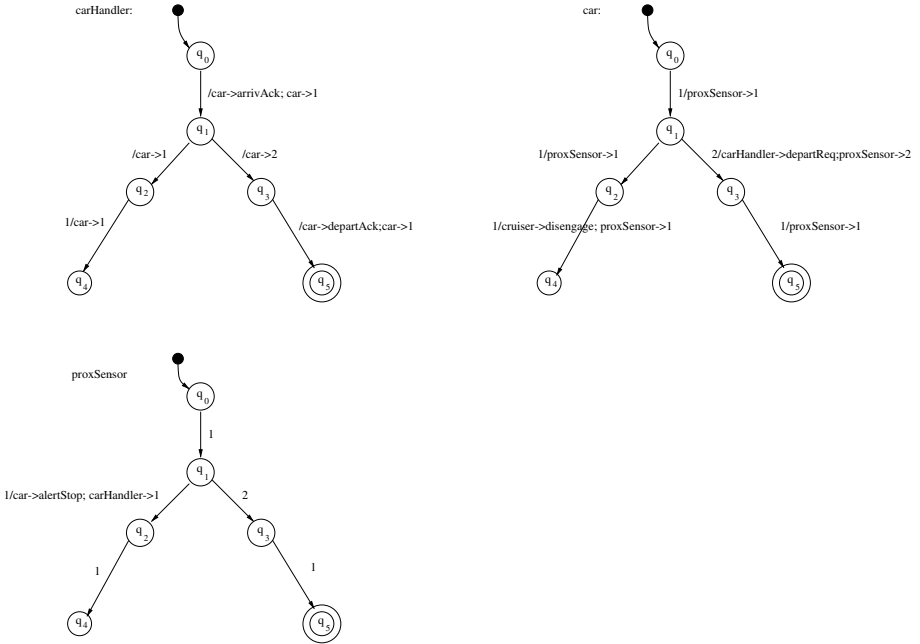 carHandler:
q0
/car->arrivAck; car->1
q1
/car->1
/car->2
q2
q3
1/car->1
/car->departAck;car->1
q4
q5
car:
q0
1/proxSensor->1
q1
1/proxSensor->1
2/carHandler->departReq;proxSensor->2
q2
q3
1/cruiser->disengage; proxSensor->1
1/proxSensor->1
q4
q5
proxSensor
q0
1
q1
1/car->alertStop; carHandler->1
2
q2
q3
1
1
q4
q5